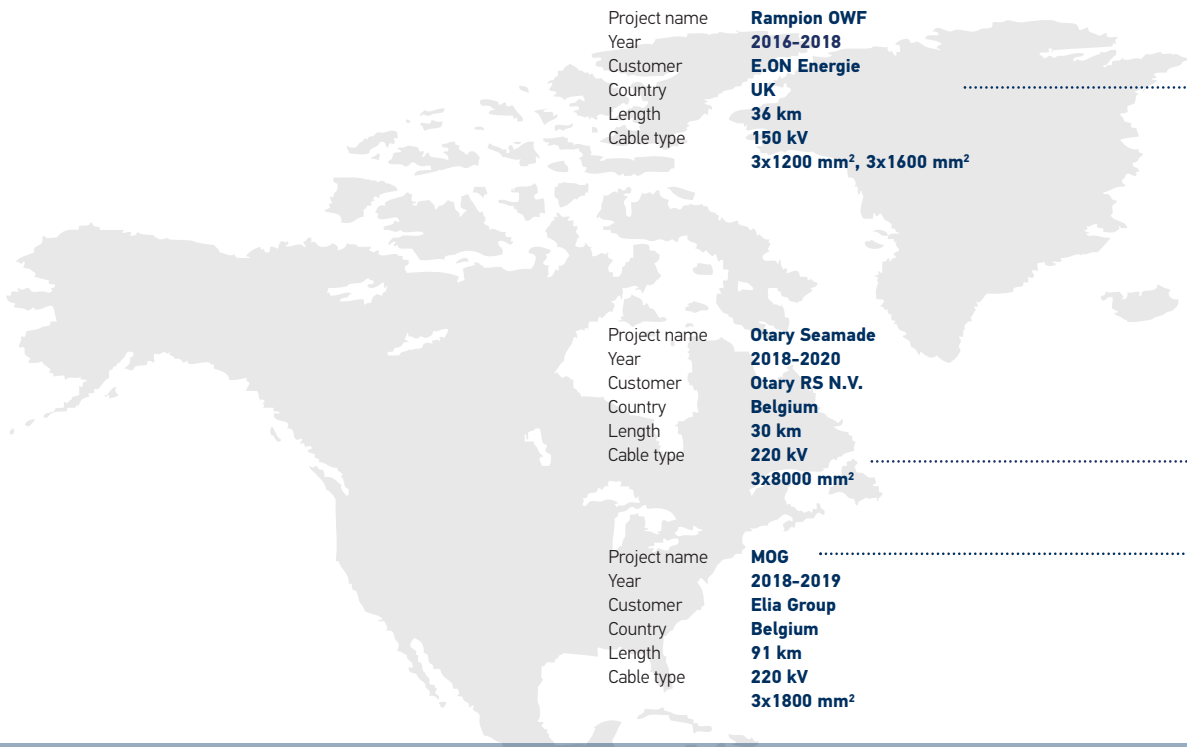 Project name Rampion OWF
Year 2016-2018
Customer E.ON Energie
Country UK
Length 36 km
Cable type 150 kV
3x1200 mm², 3x1600 mm²
Project name Otary Seamade
Year 2018-2020
Customer Otary RS N.V.
Country Belgium
Length 30 km
Cable type 220 kV
3x8000 mm²
Project name MOG
Year 2018-2019
Customer Elia Group
Country Belgium
Length 91 km
Cable type 220 kV
3x1800 mm²